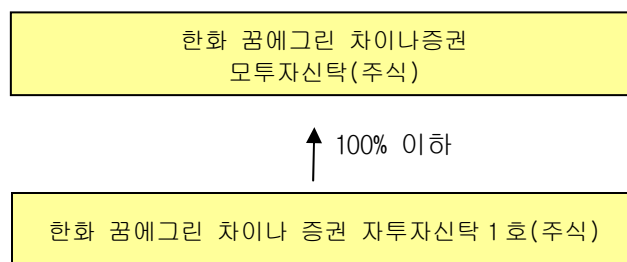 한화 꿈에그린 차이나증권
모투자신탁(주식)
100% 이하
한화 꿈에그린 차이나 증권 자투자신탁 1호(주식)